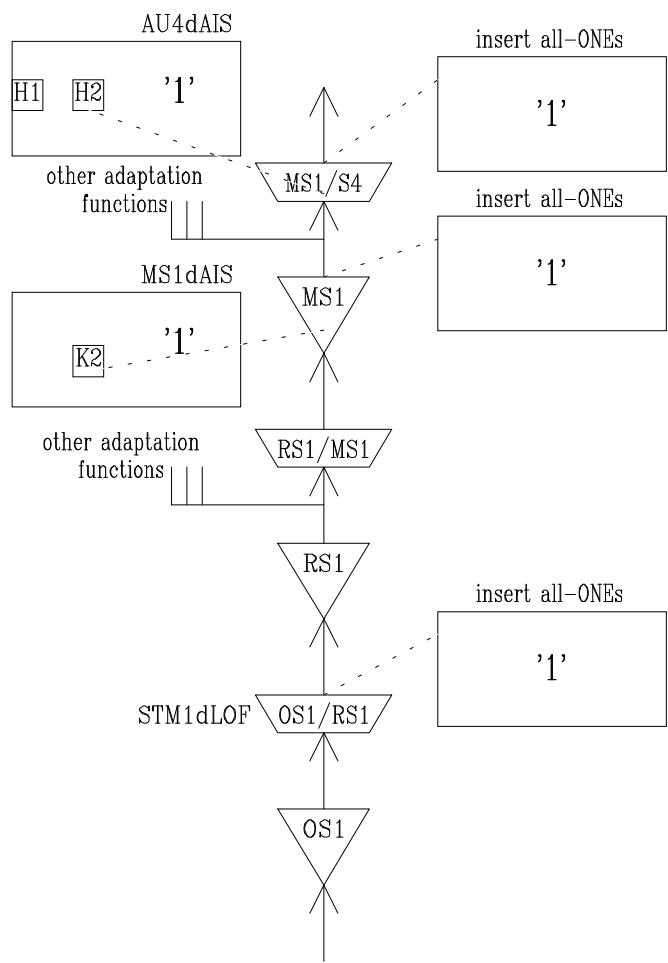 AU4dAIS
H1
H2
'1'
insert all-ONEs
'1'
other adaptation
functions
MS1/S4
insert all-ONEs
'1'
MS1dAIS
MS1
'1'
K2
other adaptation
functions
RS1/MS1
RS1
insert all-ONEs
'1'
STM1dLOF
OS1/RS1
OS1